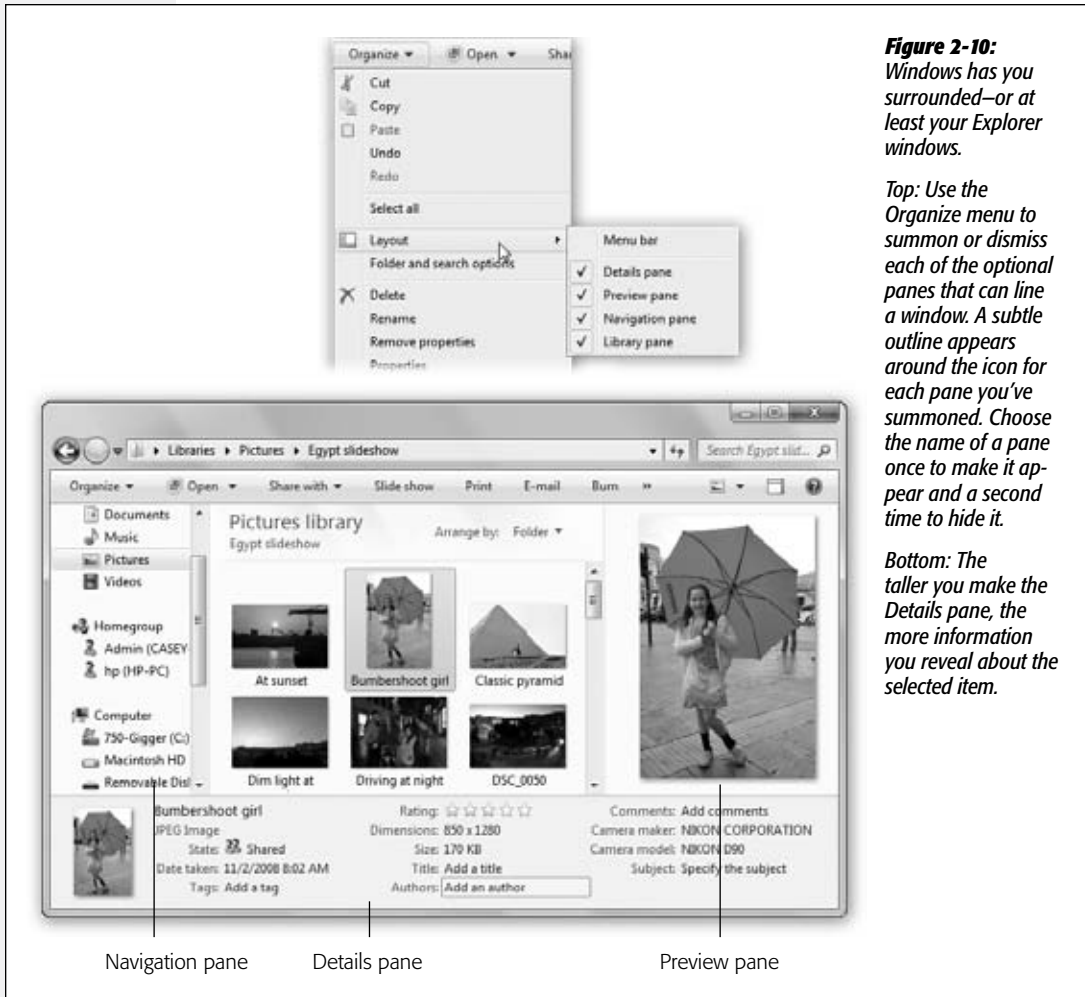 Organize
Open
Shar
Cut
Copy
Paste
Undo
Redo
Select all
Layout
Folder and search options
Delete
Rename
Remove properties
Properties
Menu bar
Details pane
Preview pane
Navigation pane
Library pane
Figure 2-10:
Windows has you
surrounded—or at
least your Explorer
windows.
Top: Use the
Organize menu to
summon or dismiss
each of the optional
panes that can line
a window. A subtle
outline appears
around the icon for
each pane you've
summoned. Choose
the name of a pane
once to make it ap-
pear and a second
time to hide it.
Bottom: The
taller you make the
Details pane, the
more information
you reveal about the
selected item.
Libraries Pictures Egypt slideshow
Search Egypt slid...
Organize Open Share with Slide show Print E-mail Burn »
Documents
Music
Pictures
Videos
Homegroup
Admin (CASEY
hp (HP-PC)
Computer
750-Gigger (C:)
Macintosh HD
Removable Disl
Pictures library
Egypt slideshow
Arrange by: Folder
At sunset
Bumbershoot girl
Classic pyramid
Dim light at
Driving at night
DSC_0050
Bumbershoot girl
JPEG Image
State: Shared
Date taken: 11/2/2008 8:02 AM
Tags: Add a tag
Rating:
Dimensions: 850 x 1280
Size: 170 KB
Title: Add a title
Authors: Add an author
Comments: Add comments
Camera maker: NIKON CORPORATION
Camera model: NIKON D90
Subject: Specify the subject
Navigation pane
Details pane
Preview pane